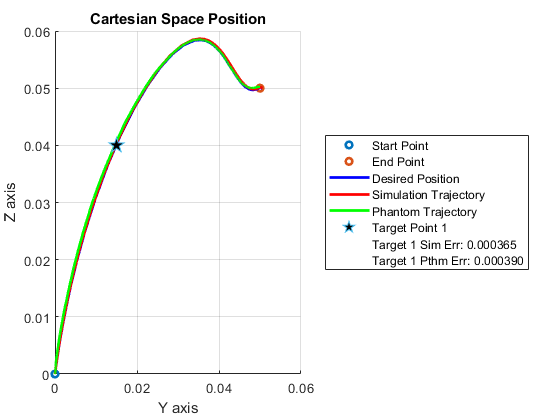 Cartesian Space Position
0.06
0.05
0.04
0.03
0.02
0.01
0
Z axis
0
0.02
0.04
0.06
Y axis
Start Point
End Point
Desired Position
Simulation Trajectory
Phantom Trajectory
Target Point 1
Target 1 Sim Err: 0.000365
Target 1 Pthm Err: 0.000390